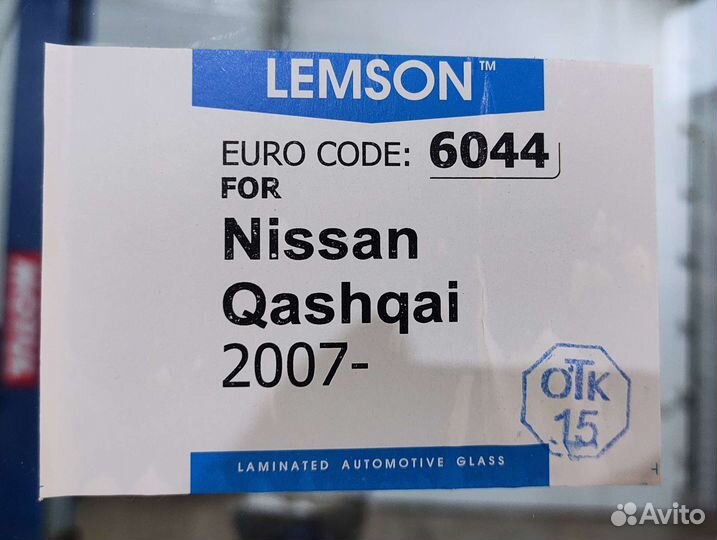 LEMSON™
EURO CODE: 6044
FOR
Nissan
Qashqai
2007-
ОТК
15
LAMINATED AUTOMOTIVE GLASS
Avito